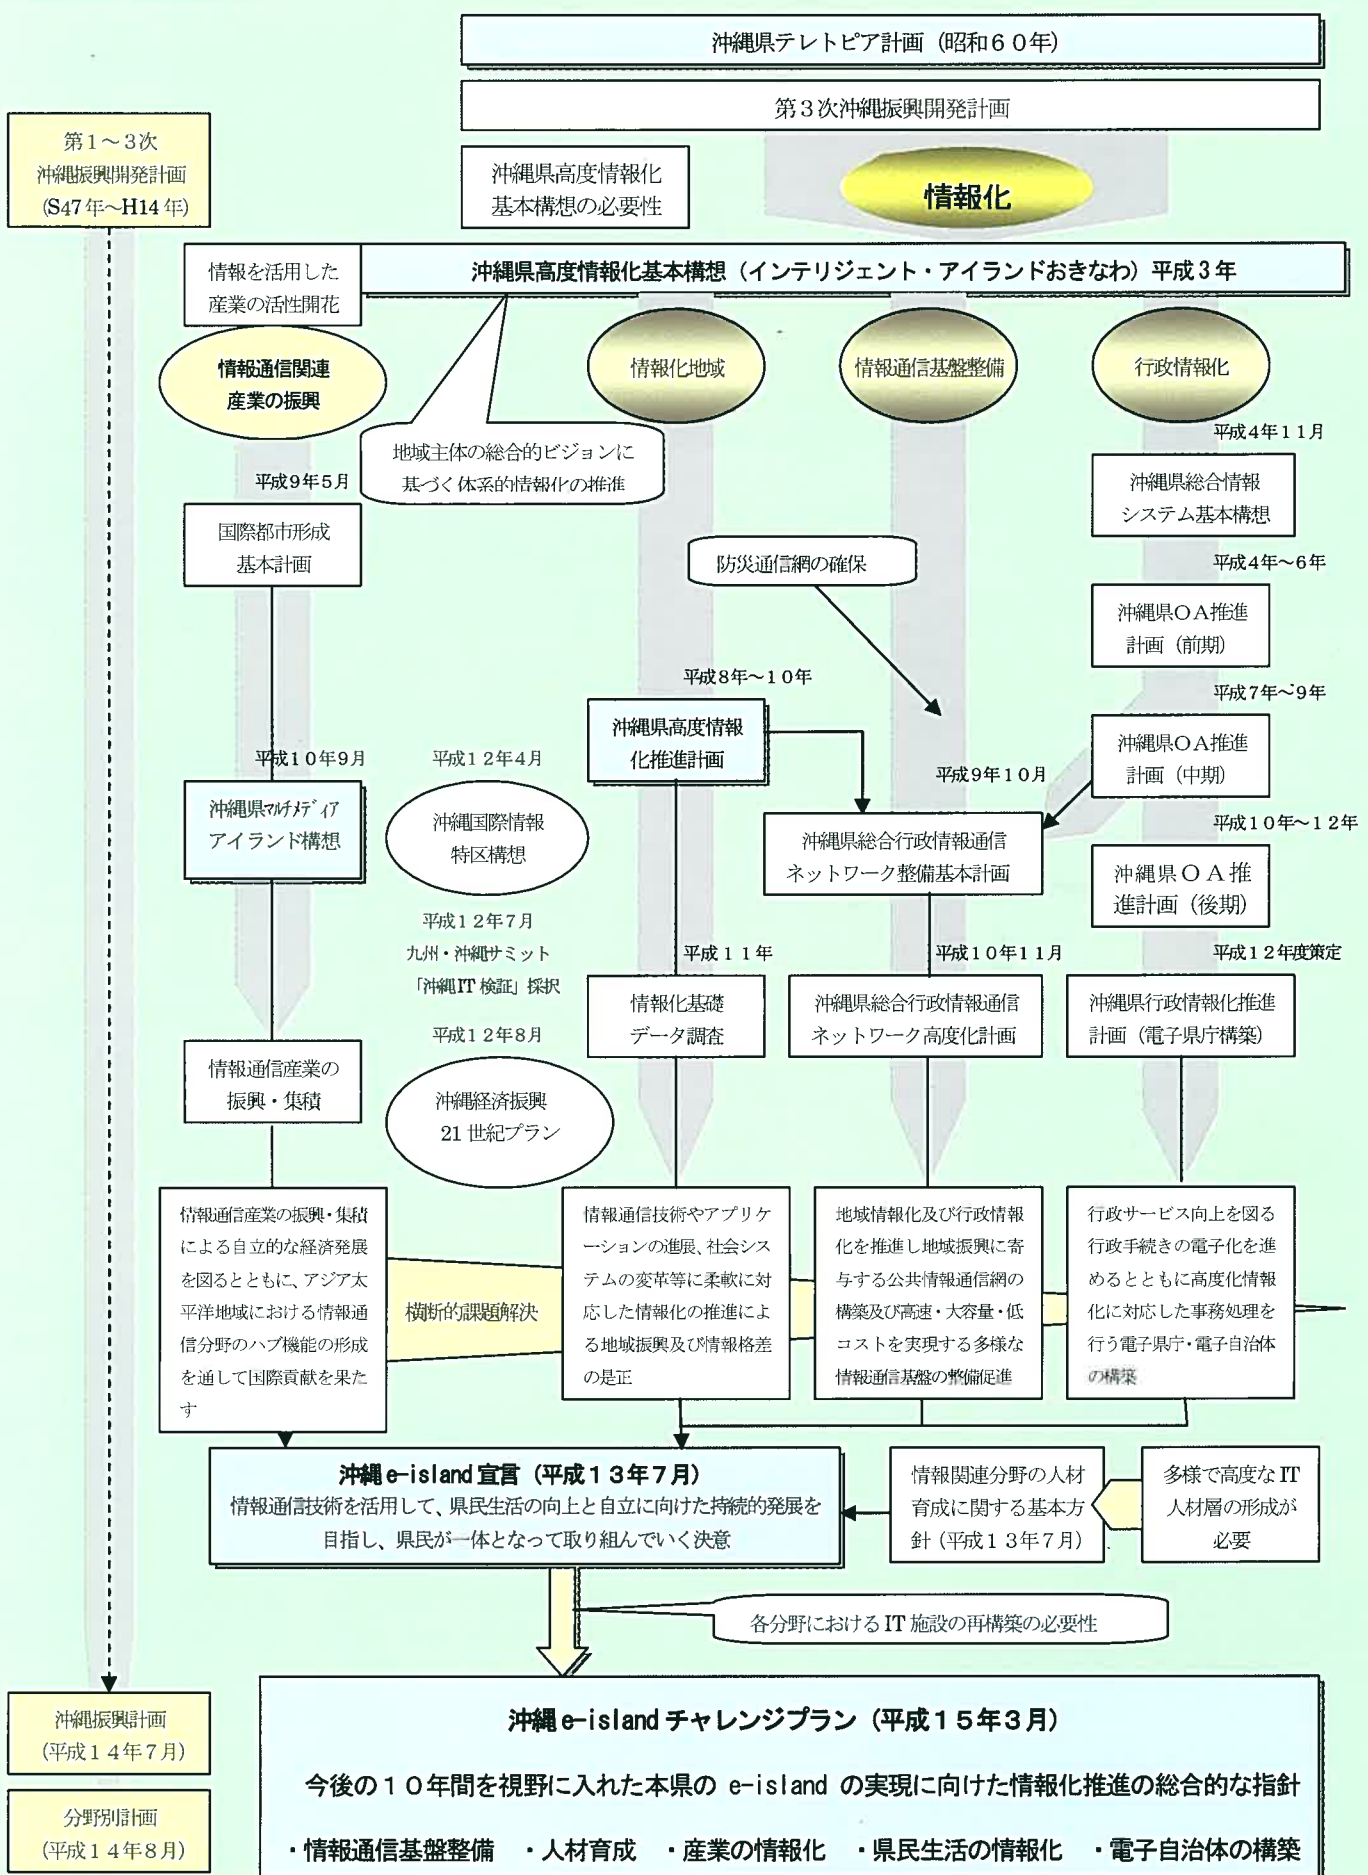 沖縄県テレトピア計画（昭和６０年）
第３次沖縄振興開発計画
第１～３次
沖縄振興開発計画
（S47年～H14年）
沖縄県高度情報化
基本構想の必要性
情報化
情報を活用した
産業の活性開花
沖縄県高度情報化基本構想（インテリジェント・アイランドおきなわ）平成３年
情報通信関連
産業の振興
情報化地域
情報通信基盤整備
行政情報化
地域主体の総合的ビジョンに
基づく体系的情報化の推進
平成９年５月
国際都市形成
基本計画
平成４年１１月
沖縄県総合情報
システム基本構想
防災通信網の確保
平成４年～６年
沖縄県ＯＡ推進
計画（前期）
平成８年～１０年
沖縄県高度情報
化推進計画
平成７年～９年
沖縄県ＯＡ推進
計画（中期）
平成１０年９月
沖縄県マルチメディア
アイランド構想
平成１２年４月
沖縄国際情報
特区構想
平成９年１０月
沖縄県総合行政情報通信
ネットワーク整備基本計画
平成１０年～１２年
沖縄県ＯＡ推
進計画（後期）
平成１２年７月
九州・沖縄サミット
「沖縄IT検証」採択
平成１１年
情報化基礎
データ調査
平成１０年１１月
沖縄県総合行政情報通信
ネットワーク高度化計画
平成１２年度策定
沖縄県行政情報化推進
計画（電子県庁構築）
情報通信産業の
振興・集積
平成１２年８月
沖縄経済振興
21世紀プラン
情報通信産業の振興・集積
による自立的な経済発展
を図るとともに、アジア太
平洋地域における情報通
信分野のハブ機能の形成
を通して国際貢献を果た
す
横断的課題解決
情報通信技術やアプリケ
ーションの進展、社会シス
テムの変革等に柔軟に対
応した情報化の推進によ
る地域振興及び情報格差
の是正
地域情報化及び行政情報
化を推進し地域振興に寄
与する公共情報通信網の
構築及び高速・大容量・低
コストを実現する多様な
情報通信基盤の整備促進
行政サービス向上を図る
行政手続きの電子化を進
めるとともに高度化情報
化に対応した事務処理を
行う電子県庁・電子自治体
の構築
沖縄e-island宣言（平成１３年７月）
情報通信技術を活用して、県民生活の向上と自立に向けた持続的発展を
目指し、県民が一体となって取り組んでいく決意
情報関連分野の人材
育成に関する基本方
針（平成１３年７月）
多様で高度なIT
人材層の形成が
必要
各分野におけるIT施設の再構築の必要性
沖縄振興計画
（平成１４年７月）
分野別計画
（平成１４年８月）
沖縄e-islandチャレンジプラン（平成１５年３月）
今後の１０年間を視野に入れた本県の e-island の実現に向けた情報化推進の総合的な指針
・情報通信基盤整備　・人材育成　・産業の情報化　・県民生活の情報化　・電子自治体の構築